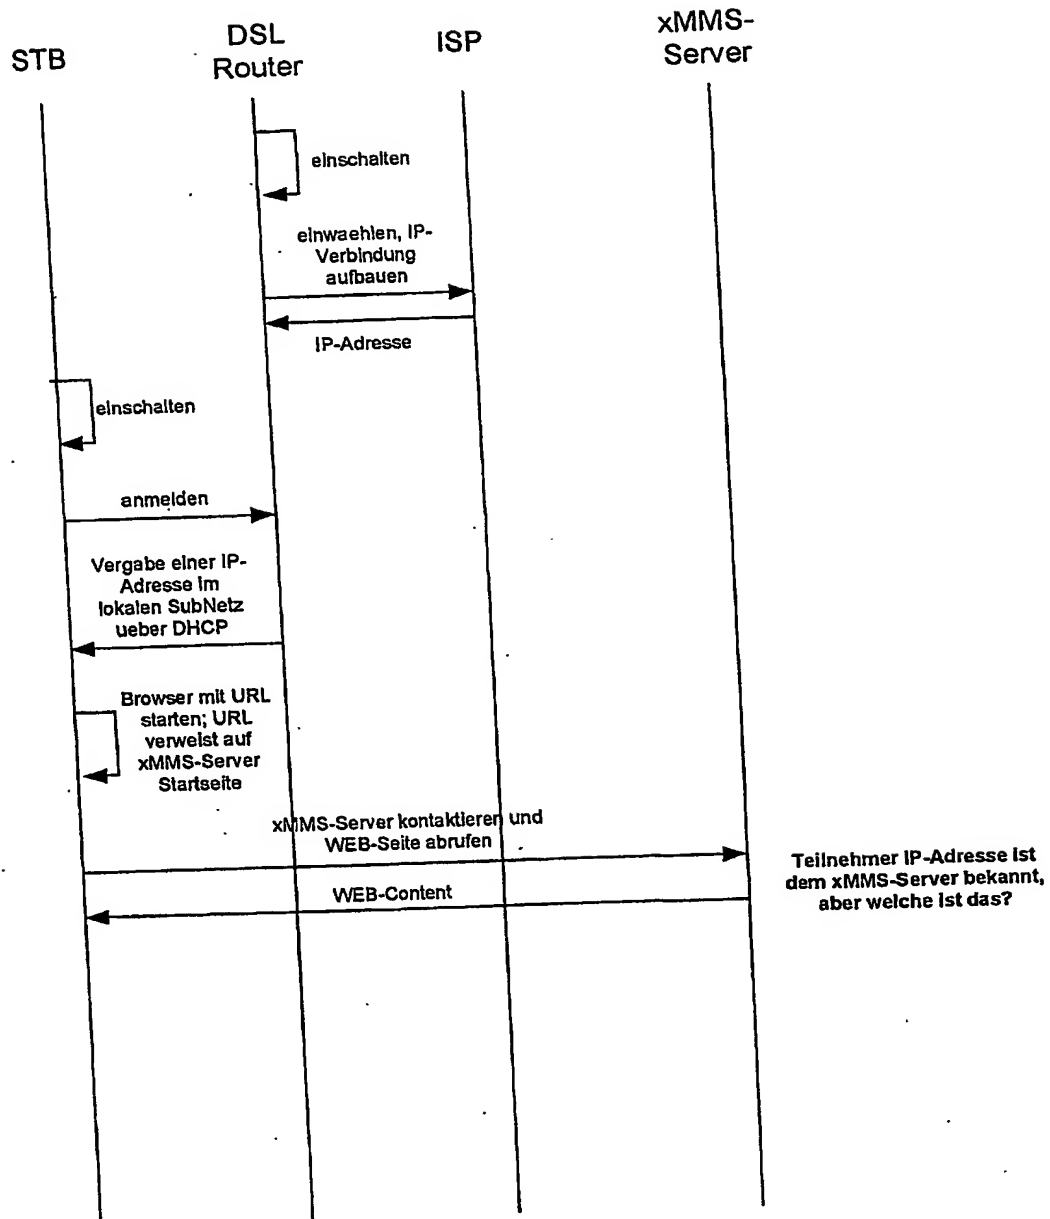 STB
DSL
Router
ISP
xMMS-
Server
einschalten
einwaehlen, IP-
Verbindung
aufbauen
IP-Adresse
einschalten
anmelden
Vergabe einer IP-
Adresse im
lokalen SubNetz
ueber DHCP
Browser mit URL
starten; URL
verweist auf
xMMS-Server
Startseite
xMMS-Server kontaktieren und
WEB-Seite abrufen
WEB-Content
Teilnehmer IP-Adresse ist
dem xMMS-Server bekannt,
aber welche ist das?